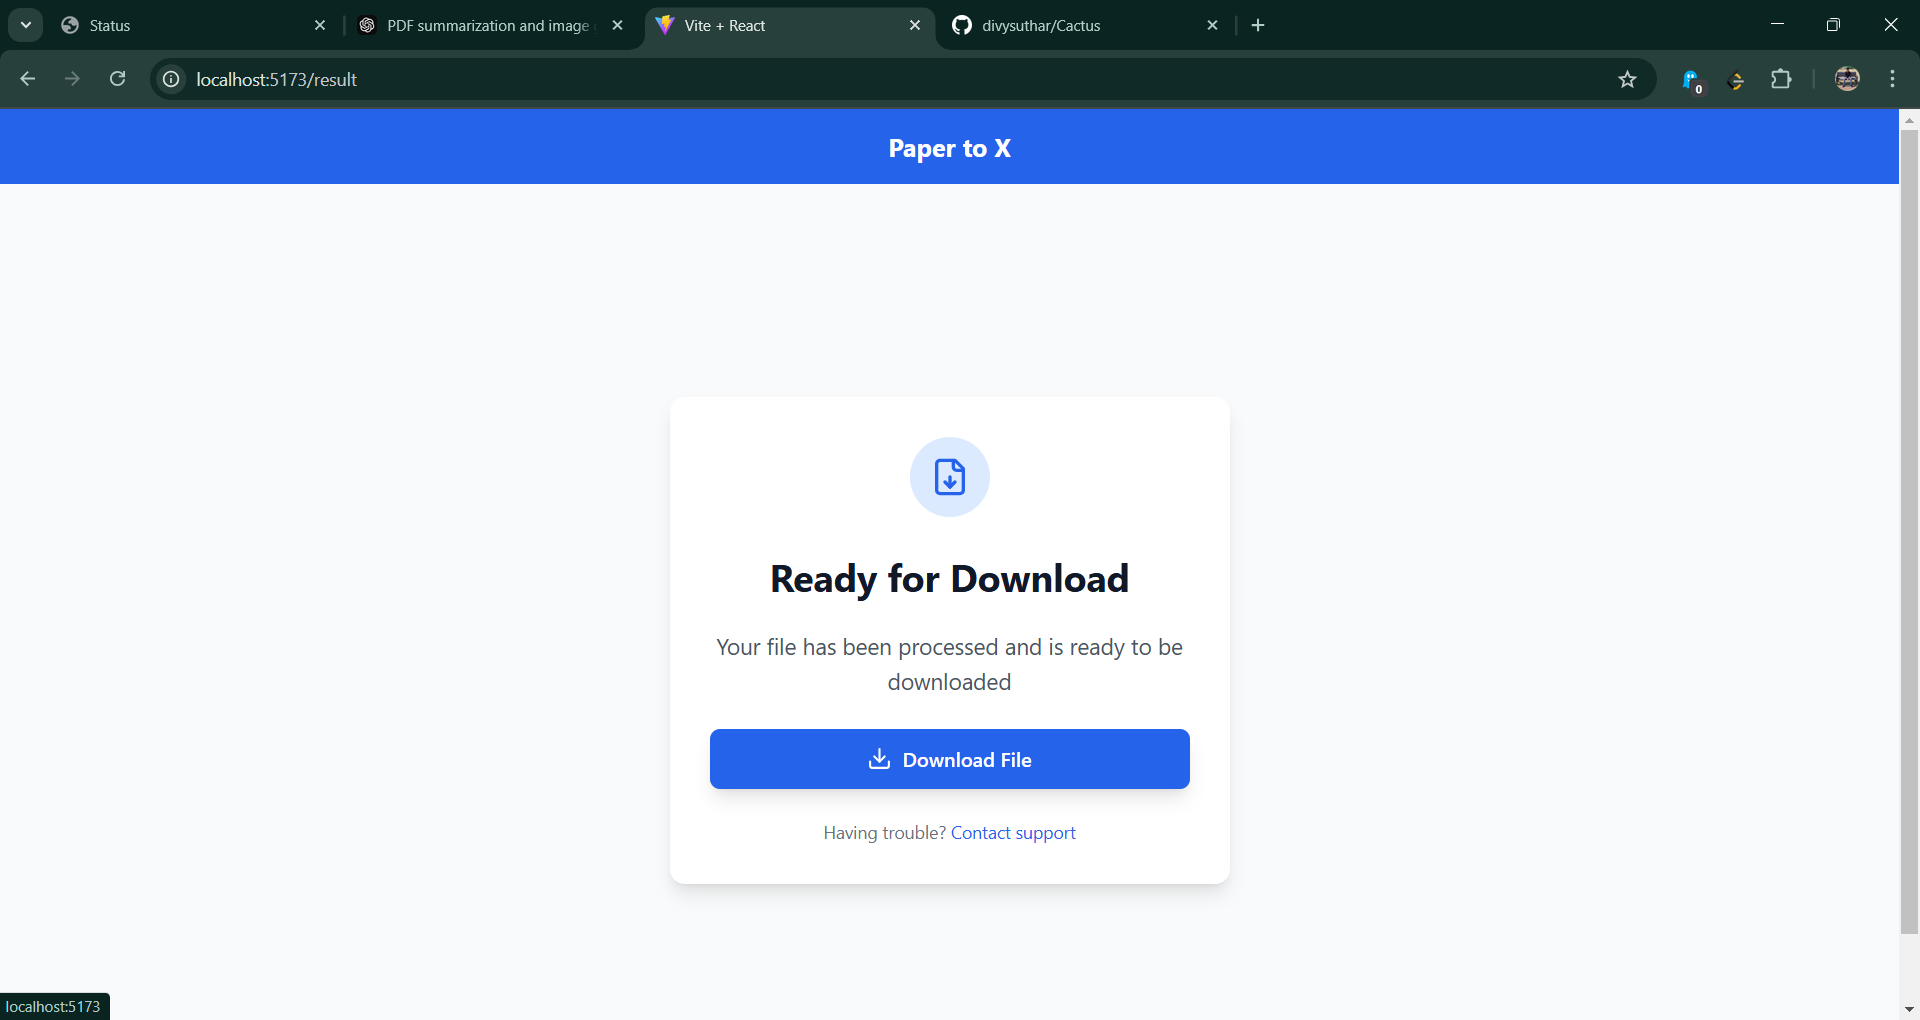 Status
PDF summarization and image
Vite + React
divysuthar/Cactus
localhost:5173/result
0
Paper to X
Ready for Download
Your file has been processed and is ready to be
downloaded
Download File
Having trouble? Contact support
localhost:5173